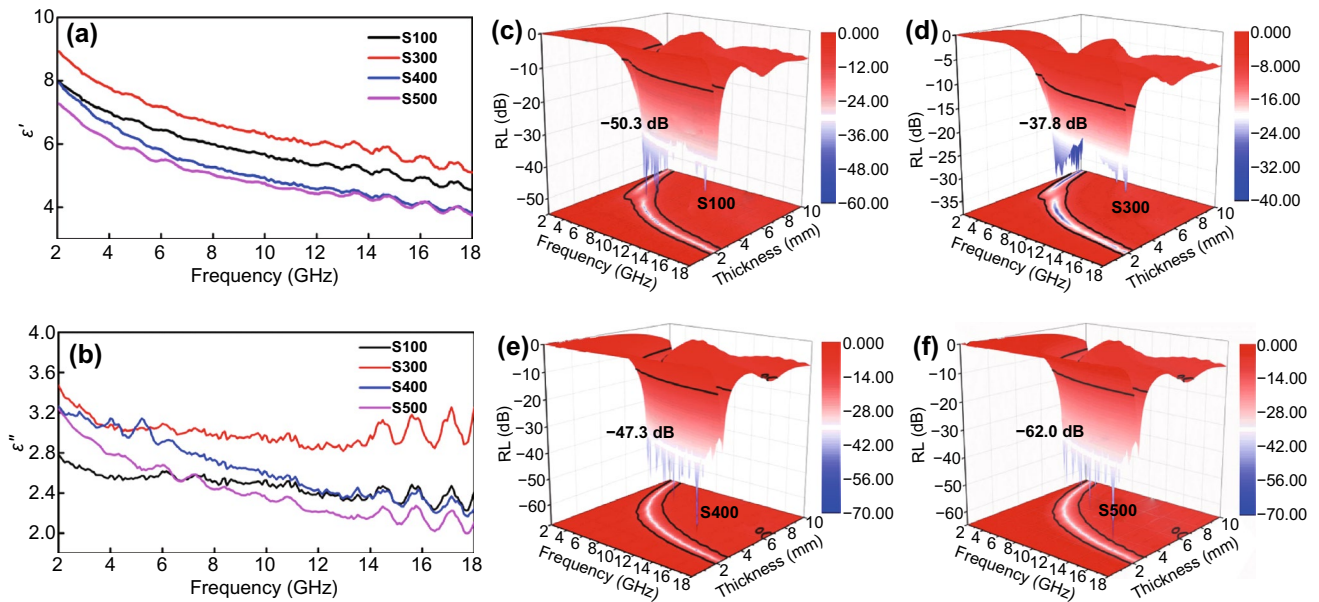 (a)
10
8
6
4
ε′
S100
S300
S400
S500
2 4 6 8 10 12 14 16 18
Frequency (GHz)
(c)
0
−10
−20
−30
−40
−50
RL (dB)
−50.3 dB
S100
2 4 6 8 10 12 14 16 18
Frequency (GHz)
2 4 6 8 10
Thickness (mm)
0.000
−12.00
−24.00
−36.00
−48.00
−60.00
(d)
0
−5
−10
−15
−20
−25
−30
−35
RL (dB)
−37.8 dB
S300
2 4 6 8 10 12 14 16 18
Frequency (GHz)
2 4 6 8 10
Thickness (mm)
0.000
−8.000
−16.00
−24.00
−32.00
−40.00
(b)
4.0
3.6
3.2
2.8
2.4
2.0
ε″
S100
S300
S400
S500
2 4 6 8 10 12 14 16 18
Frequency (GHz)
(e)
0
−10
−20
−30
−40
−50
−60
RL (dB)
−47.3 dB
S400
2 4 6 8 10 12 14 16 18
Frequency (GHz)
2 4 6 8 10
Thickness (mm)
0.000
−14.00
−28.00
−42.00
−56.00
−70.00
(f)
0
−10
−20
−30
−40
−50
−60
RL (dB)
−62.0 dB
S500
2 4 6 8 10 12 14 16 18
Frequency (GHz)
2 4 6 8 10
Thickness (mm)
0.000
−14.00
−28.00
−42.00
−56.00
−70.00